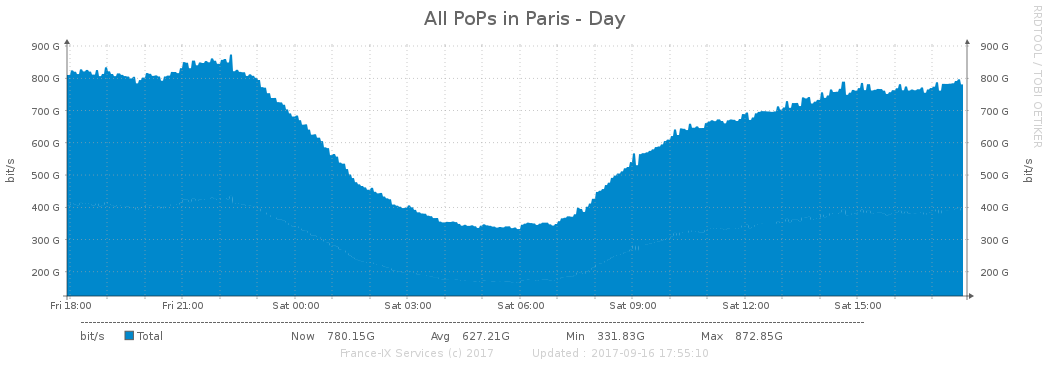 All PoPs in Paris - Day
RRDTOOL / TOBI OETIKER
900 G 900 G
800 G 800 G
700 G 700 G
600 G 600 G
500 G 500 G
400 G 400 G
300 G 300 G
200 G 200 G
bit/s bit/s
Fri 18:00 Fri 21:00 Sat 00:00 Sat 03:00 Sat 06:00 Sat 09:00 Sat 12:00 Sat 15:00
bit/s Total Now 780.15G Avg 627.21G Min 331.83G Max 872.85G
France-IX Services (c) 2017 Updated : 2017-09-16 17:55:10